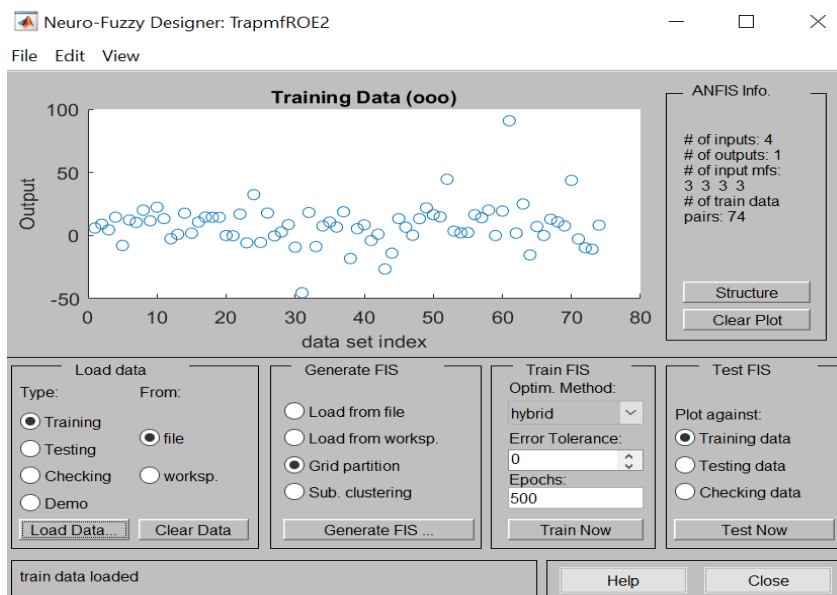 Neuro-Fuzzy Designer: TrapmfROE2
File Edit View
Training Data (ooo)
100
50
0
-50
Output
0 10 20 30 40 50 60 70 80
data set index
ANFIS Info.
# of inputs: 4
# of outputs: 1
# of input mfs:
3 3 3 3
# of train data
pairs: 74
Structure
Clear Plot
Load data
Type: From:
Training
file
Testing
Checking
worksp.
Demo
Load Data... Clear Data
Generate FIS
Load from file
Load from worksp.
Grid partition
Sub. clustering
Generate FIS ...
Train FIS
Optim. Method:
hybrid
Error Tolerance:
0
Epochs:
500
Train Now
Test FIS
Plot against:
Training data
Testing data
Checking data
Test Now
train data loaded
Help Close